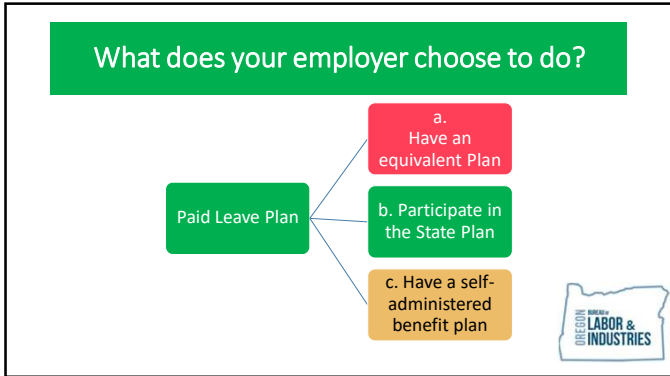 What does your employer choose to do?
Paid Leave Plan
a.
Have an
equivalent Plan
b. Participate in
the State Plan
c. Have a self-
administered
benefit plan
OREGON
BUREAU OF
LABOR &
INDUSTRIES